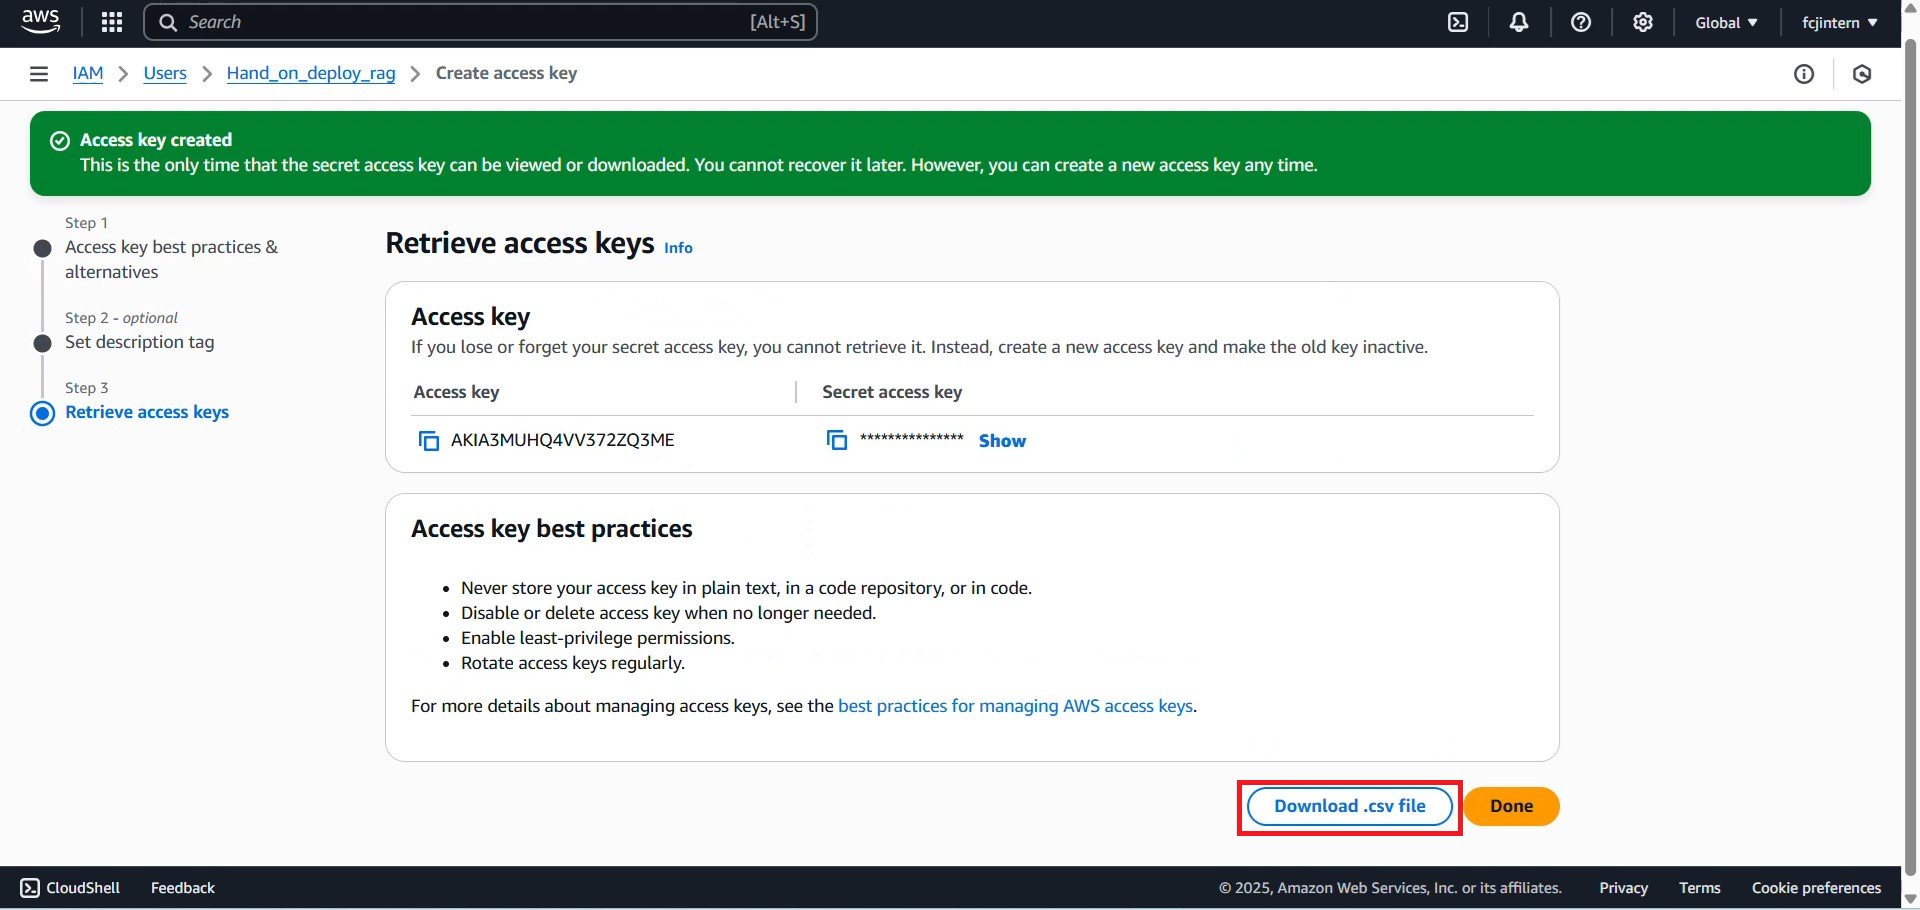 aws
Search
[Alt+S]
Global
fcjintern
IAM
Users
Hand_on_deploy_rag
Create access key
Access key created
This is the only time that the secret access key can be viewed or downloaded. You cannot recover it later. However, you can create a new access key any time.
Step 1
Access key best practices &
alternatives
Step 2 - optional
Set description tag
Step 3
Retrieve access keys
Retrieve access keys Info
Access key
If you lose or forget your secret access key, you cannot retrieve it. Instead, create a new access key and make the old key inactive.
Access key
Secret access key
AKIA3MUHQ4VV372ZQ3ME
*************** Show
Access key best practices
• Never store your access key in plain text, in a code repository, or in code.
• Disable or delete access key when no longer needed.
• Enable least-privilege permissions.
• Rotate access keys regularly.
For more details about managing access keys, see the best practices for managing AWS access keys.
Download .csv file
Done
CloudShell
Feedback
© 2025, Amazon Web Services, Inc. or its affiliates.
Privacy
Terms
Cookie preferences